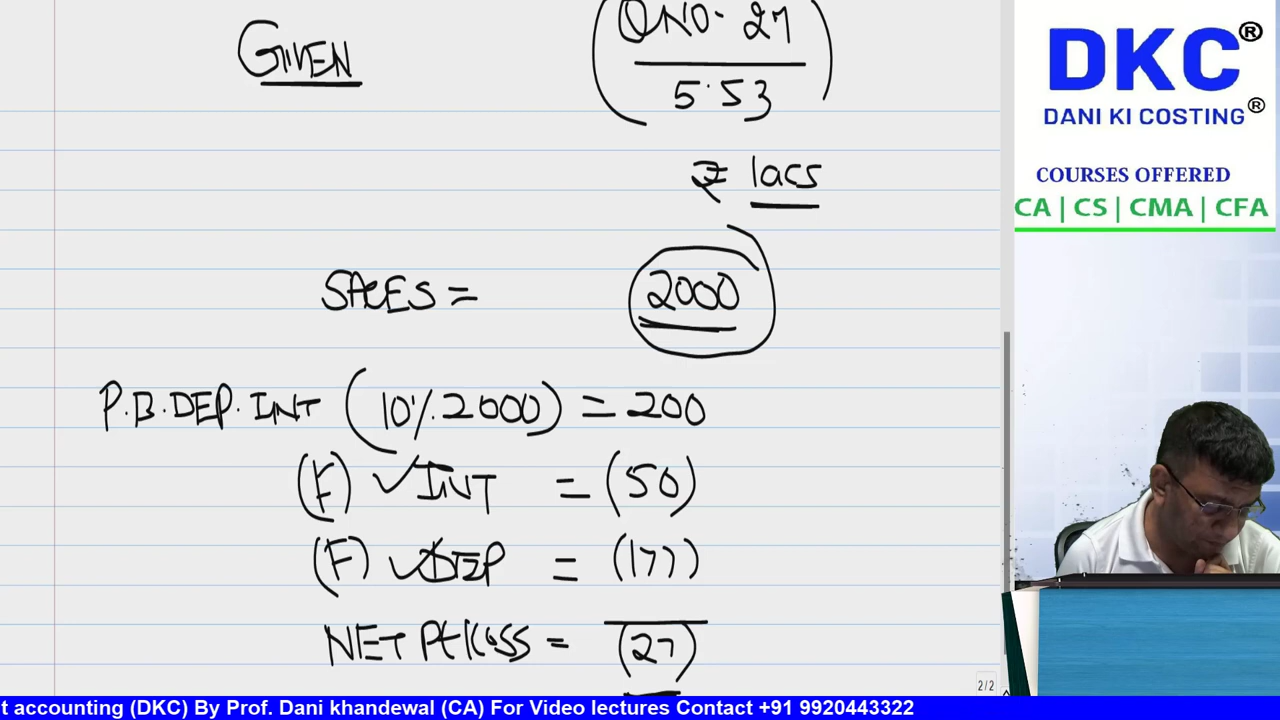 GIVEN
QNO. 27
5.53
₹ lacs
SALES = 2000
P.B.DEP.INT (10% 2000) = 200
(F) ✓INT = (50)
(F) ✓DEP = (177)
NET Pt/Loss = (27)
2/2
DKC®
DANI KI COSTING®
COURSES OFFERED
CA | CS | CMA | CFA
t accounting (DKC) By Prof. Dani khandewal (CA) For Video lectures Contact +91 9920443322